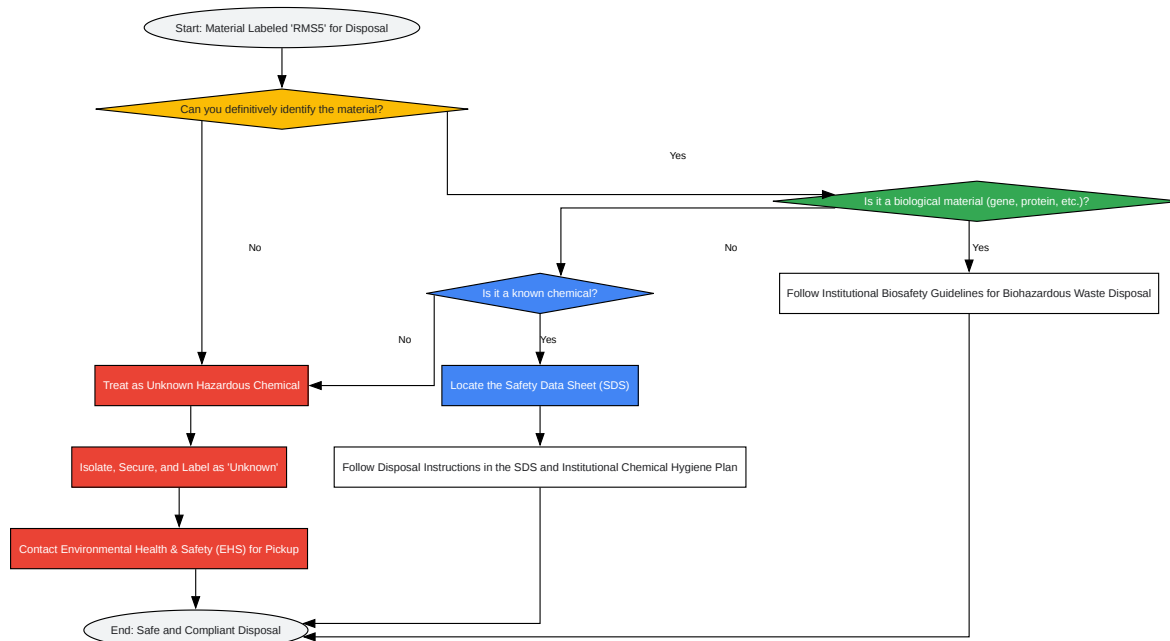 Start: Material Labeled 'RMS5' for Disposal
Can you definitively identify the material?
Yes
Is it a biological material (gene, protein, etc.)?
No
No
Yes
Is it a known chemical?
Follow Institutional Biosafety Guidelines for Biohazardous Waste Disposal
No
Yes
Treat as Unknown Hazardous Chemical
Locate the Safety Data Sheet (SDS)
Isolate, Secure, and Label as 'Unknown'
Follow Disposal Instructions in the SDS and Institutional Chemical Hygiene Plan
Contact Environmental Health & Safety (EHS) for Pickup
End: Safe and Compliant Disposal